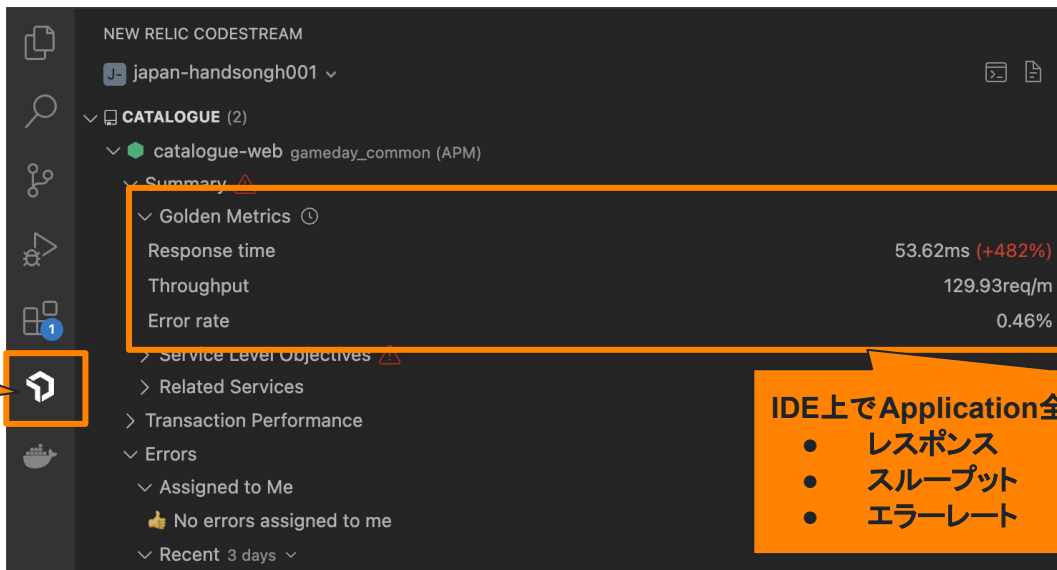 NEW RELIC CODESTREAM
J- japan-handsongh001
CATALOGUE (2)
catalogue-web gameday_common (APM)
Summary
Golden Metrics
Response time 53.62ms (+482%)
Throughput 129.93req/m
Error rate 0.46%
Service Level Objectives
Related Services
Transaction Performance
Errors
Assigned to Me
👍 No errors assigned to me
Recent 3 days
1
IDE上でApplication全
● レスポンス
● スループット
● エラーレート